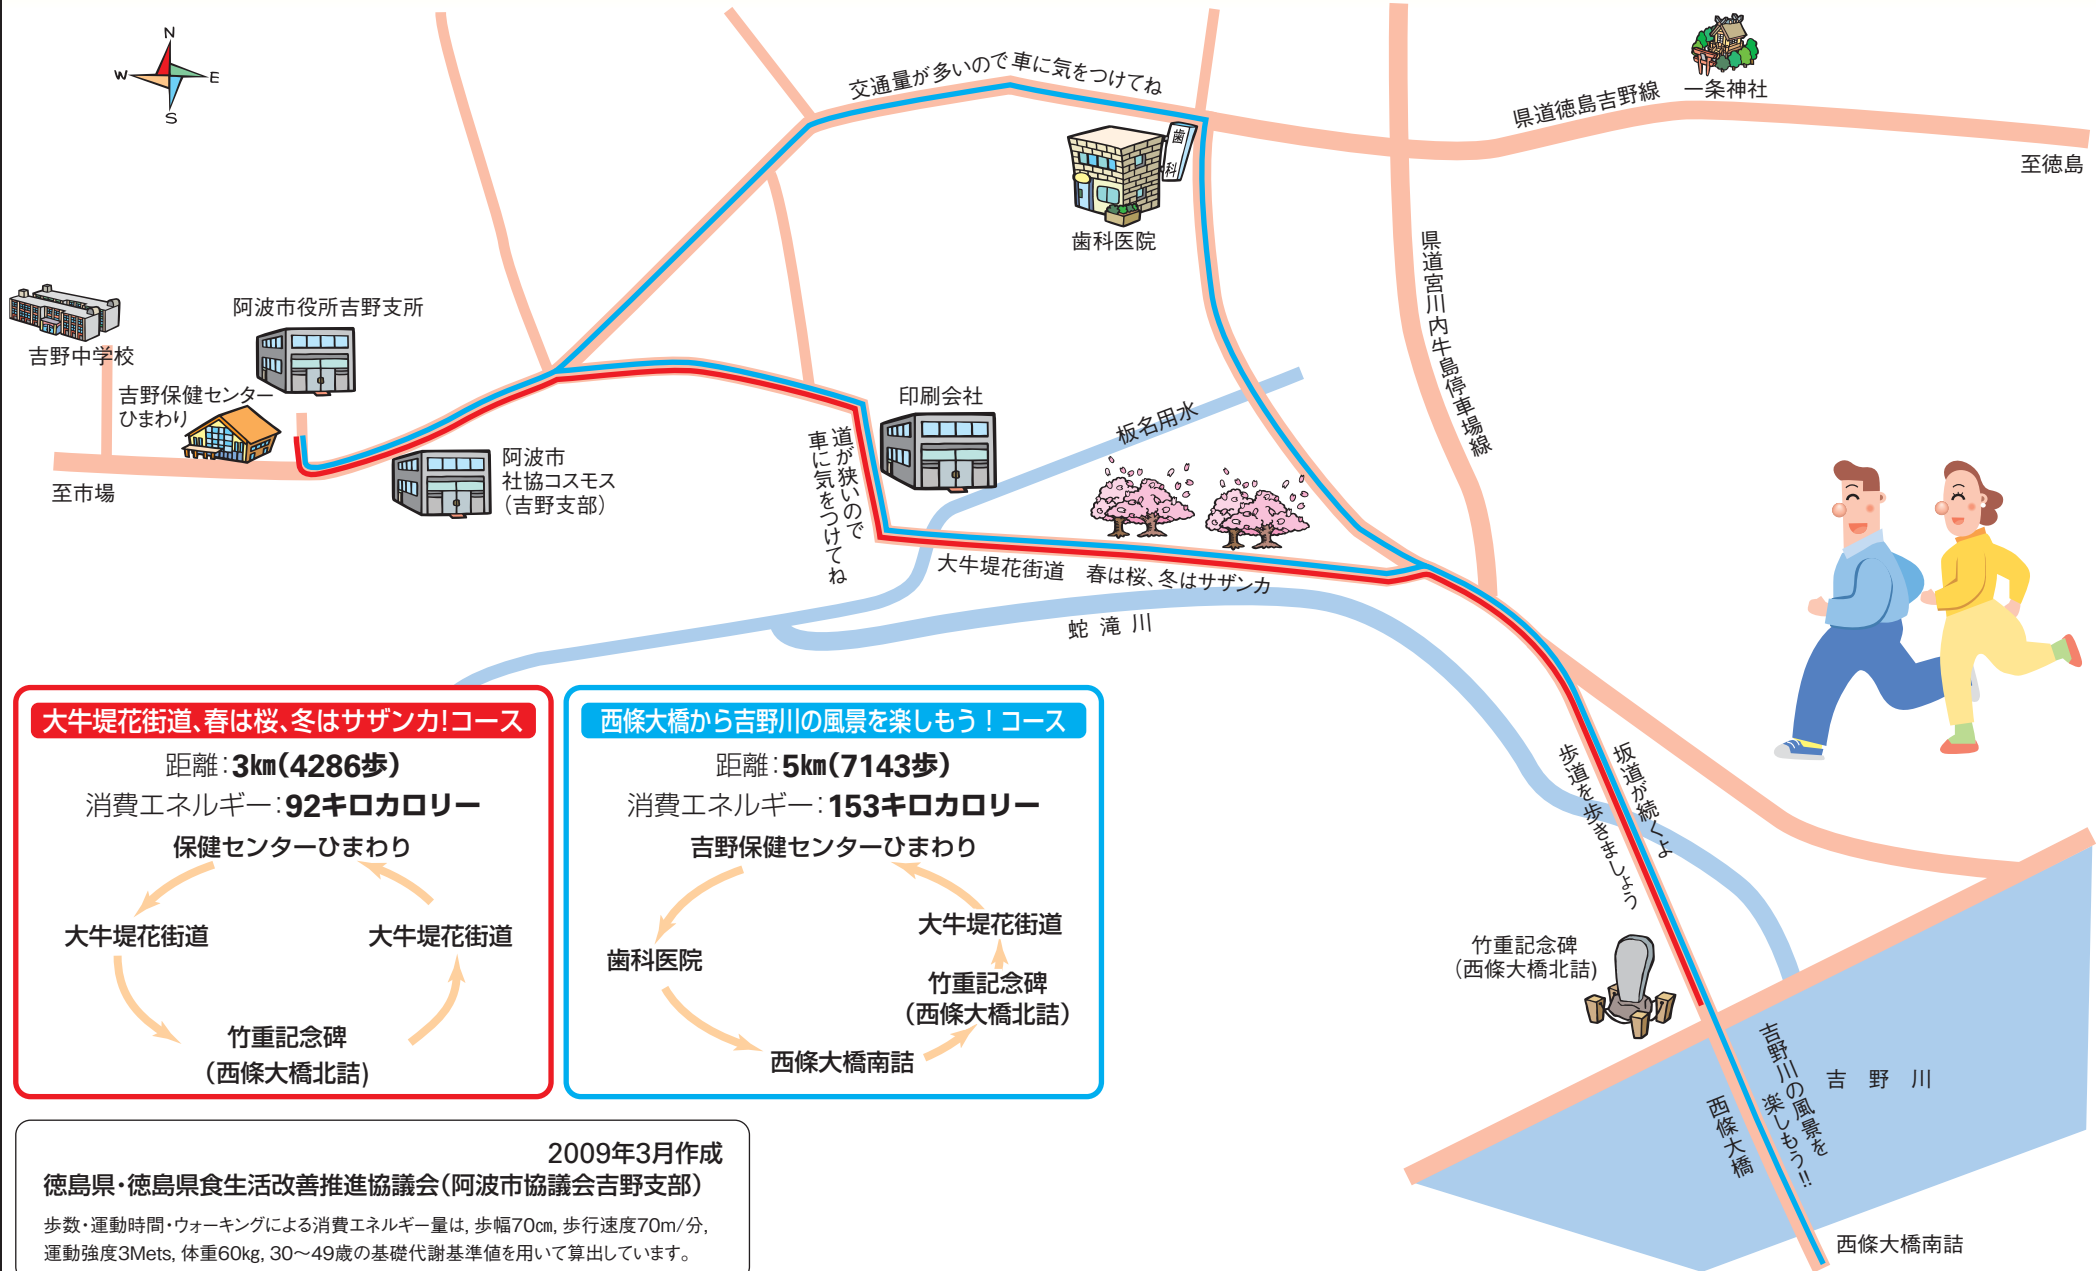 N
W
E
S
交通量が多いので車に気をつけてね
一条神社
県道徳島吉野線
至徳島
歯科
歯科医院
県道宮川内牛島停車場線
吉野中学校
阿波市役所吉野支所
吉野保健センター
ひまわり
至市場
阿波市
社協コスモス
（吉野支部）
印刷会社
道が狭いので
車に気をつけてね
板名用水
大牛堤花街道　春は桜、冬はサザンカ
蛇滝川
坂道が続くよ
歩道を歩きましょう
竹重記念碑
（西條大橋北詰）
吉野川の風景を
楽しもう!!
吉野川
西條大橋
西條大橋南詰
大牛堤花街道、春は桜、冬はサザンカ!コース
距離：3㎞(4286歩)
消費エネルギー：92キロカロリー
保健センターひまわり
大牛堤花街道
大牛堤花街道
竹重記念碑
（西條大橋北詰）
西條大橋から吉野川の風景を楽しもう！コース
距離：5㎞(7143歩)
消費エネルギー：153キロカロリー
吉野保健センターひまわり
大牛堤花街道
歯科医院
竹重記念碑
（西條大橋北詰）
西條大橋南詰
2009年3月作成
徳島県・徳島県食生活改善推進協議会（阿波市協議会吉野支部）
歩数・運動時間・ウォーキングによる消費エネルギー量は, 歩幅70㎝, 歩行速度70m/分,
運動強度3Mets, 体重60kg, 30〜49歳の基礎代謝基準値を用いて算出しています。